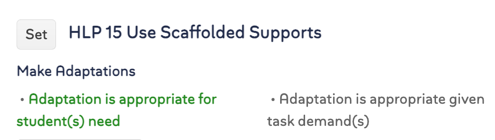 Set HLP 15 Use Scaffolded Supports
Make Adaptations
• Adaptation is appropriate for
student(s) need
• Adaptation is appropriate given
task demand(s)